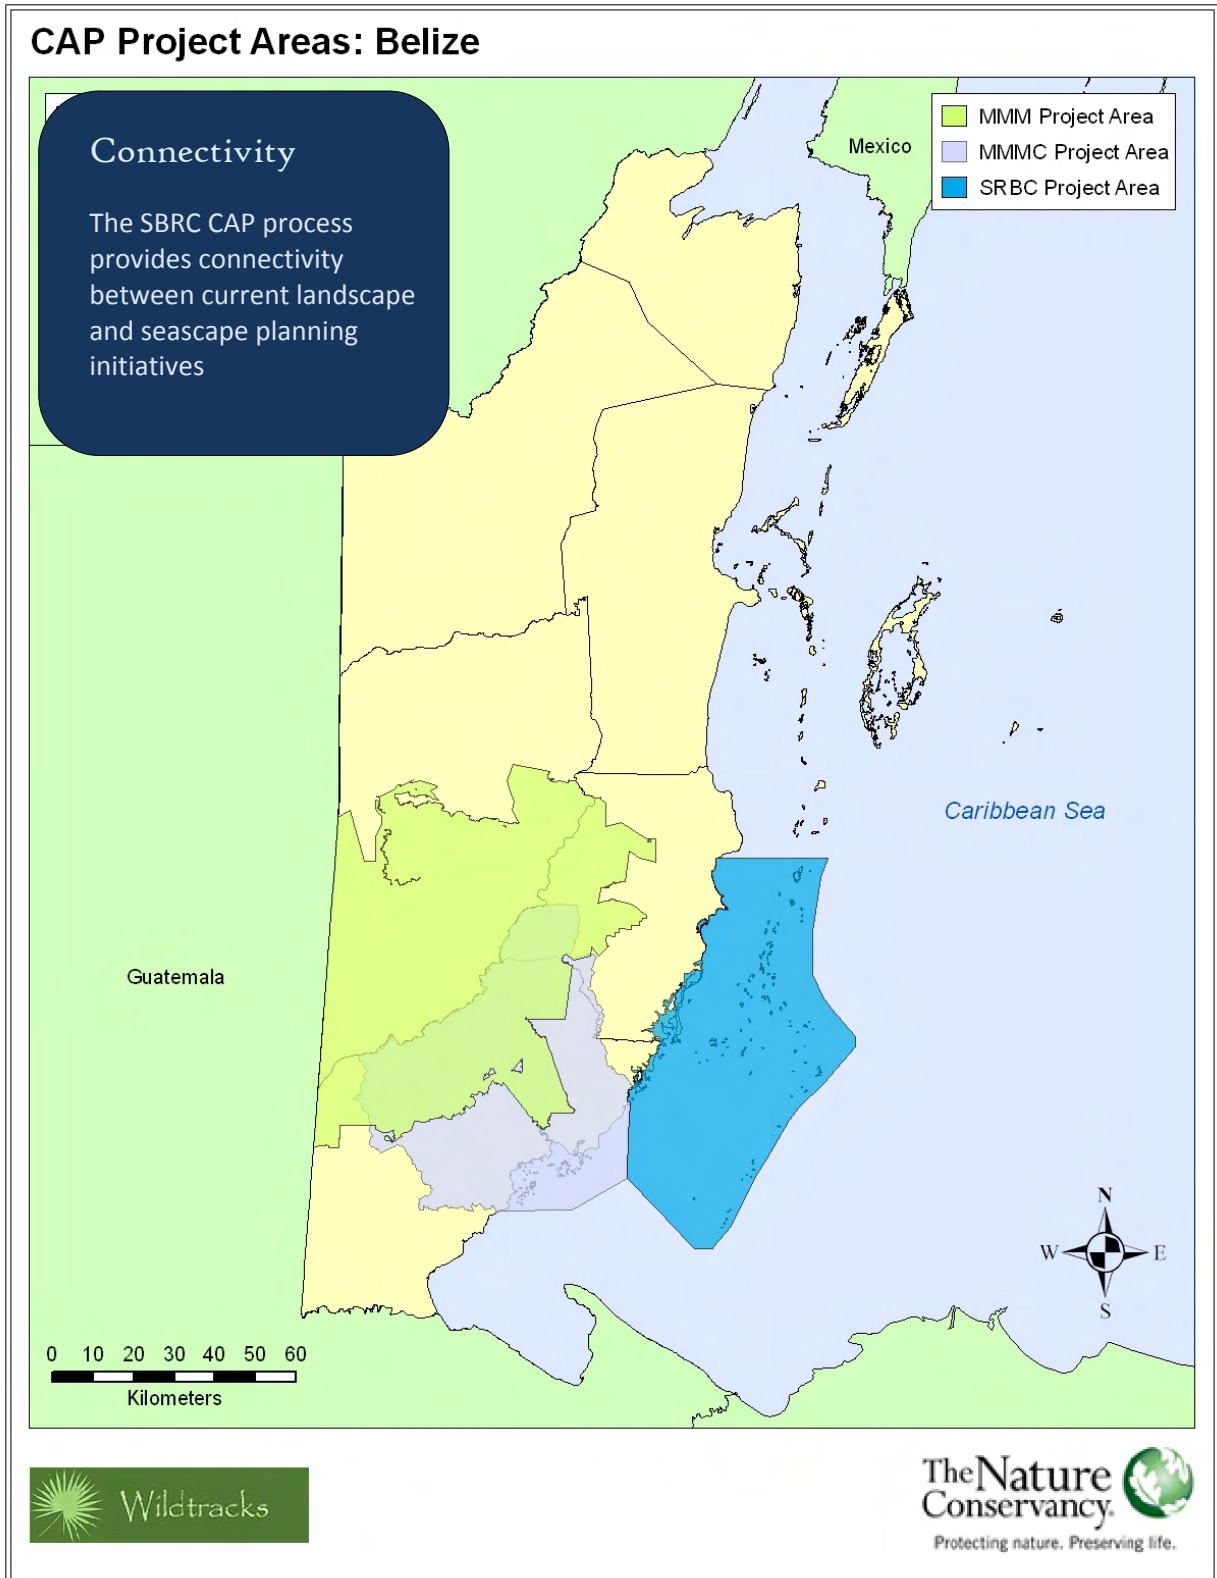 CAP Project Areas: Belize
Connectivity
The SBRC CAP process
provides connectivity
between current landscape
and seascape planning
initiatives
MMM Project Area
MMMC Project Area
SRBC Project Area
Mexico
Caribbean Sea
Guatemala
N
W
E
S
0 10 20 30 40 50 60
Kilometers
Wildtracks
The Nature
Conservancy.
Protecting nature. Preserving life.